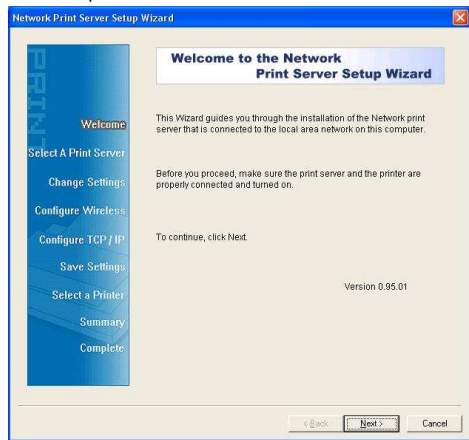 Network Print Server Setup Wizard
PRINT
Welcome
Select A Print Server
Change Settings
Configure Wireless
Configure TCP / IP
Save Settings
Select a Printer
Summary
Complete
Welcome to the Network
Print Server Setup Wizard
This Wizard guides you through the installation of the Network print
server that is connected to the local area network on this computer.
Before you proceed, make sure the print server and the printer are
properly connected and turned on.
To continue, click Next.
Version 0.95.01
< Back
Next >
Cancel